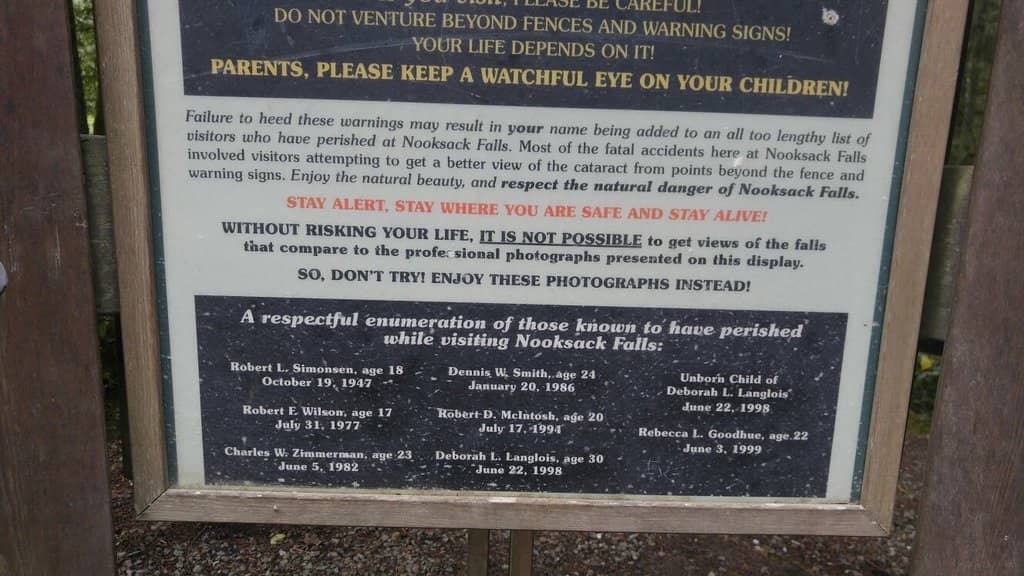 you visit, PLEASE BE CAREFUL!
DO NOT VENTURE BEYOND FENCES AND WARNING SIGNS!
YOUR LIFE DEPENDS ON IT!
PARENTS, PLEASE KEEP A WATCHFUL EYE ON YOUR CHILDREN!
Failure to heed these warnings may result in your name being added to an all too lengthy list of
visitors who have perished at Nooksack Falls. Most of the fatal accidents here at Nooksack Falls
involved visitors attempting to get a better view of the cataract from points beyond the fence and
warning signs. Enjoy the natural beauty, and respect the natural danger of Nooksack Falls.
STAY ALERT, STAY WHERE YOU ARE SAFE AND STAY ALIVE!
WITHOUT RISKING YOUR LIFE, IT IS NOT POSSIBLE to get views of the falls
that compare to the professional photographs presented on this display.
SO, DON'T TRY! ENJOY THESE PHOTOGRAPHS INSTEAD!
A respectful enumeration of those known to have perished
while visiting Nooksack Falls:
Robert L. Simonsen, age 18
October 19, 1947
Robert F. Wilson, age 17
July 31, 1977
Charles W. Zimmerman, age 23
June 5, 1982
Dennis W. Smith, age 24
January 20, 1986
Robert D. McIntosh, age 20
July 17, 1994
Deborah L. Langlois, age 30
June 22, 1998
Unborn Child of
Deborah L. Langlois
June 22, 1998
Rebecca L. Goodhue, age 22
June 3, 1999